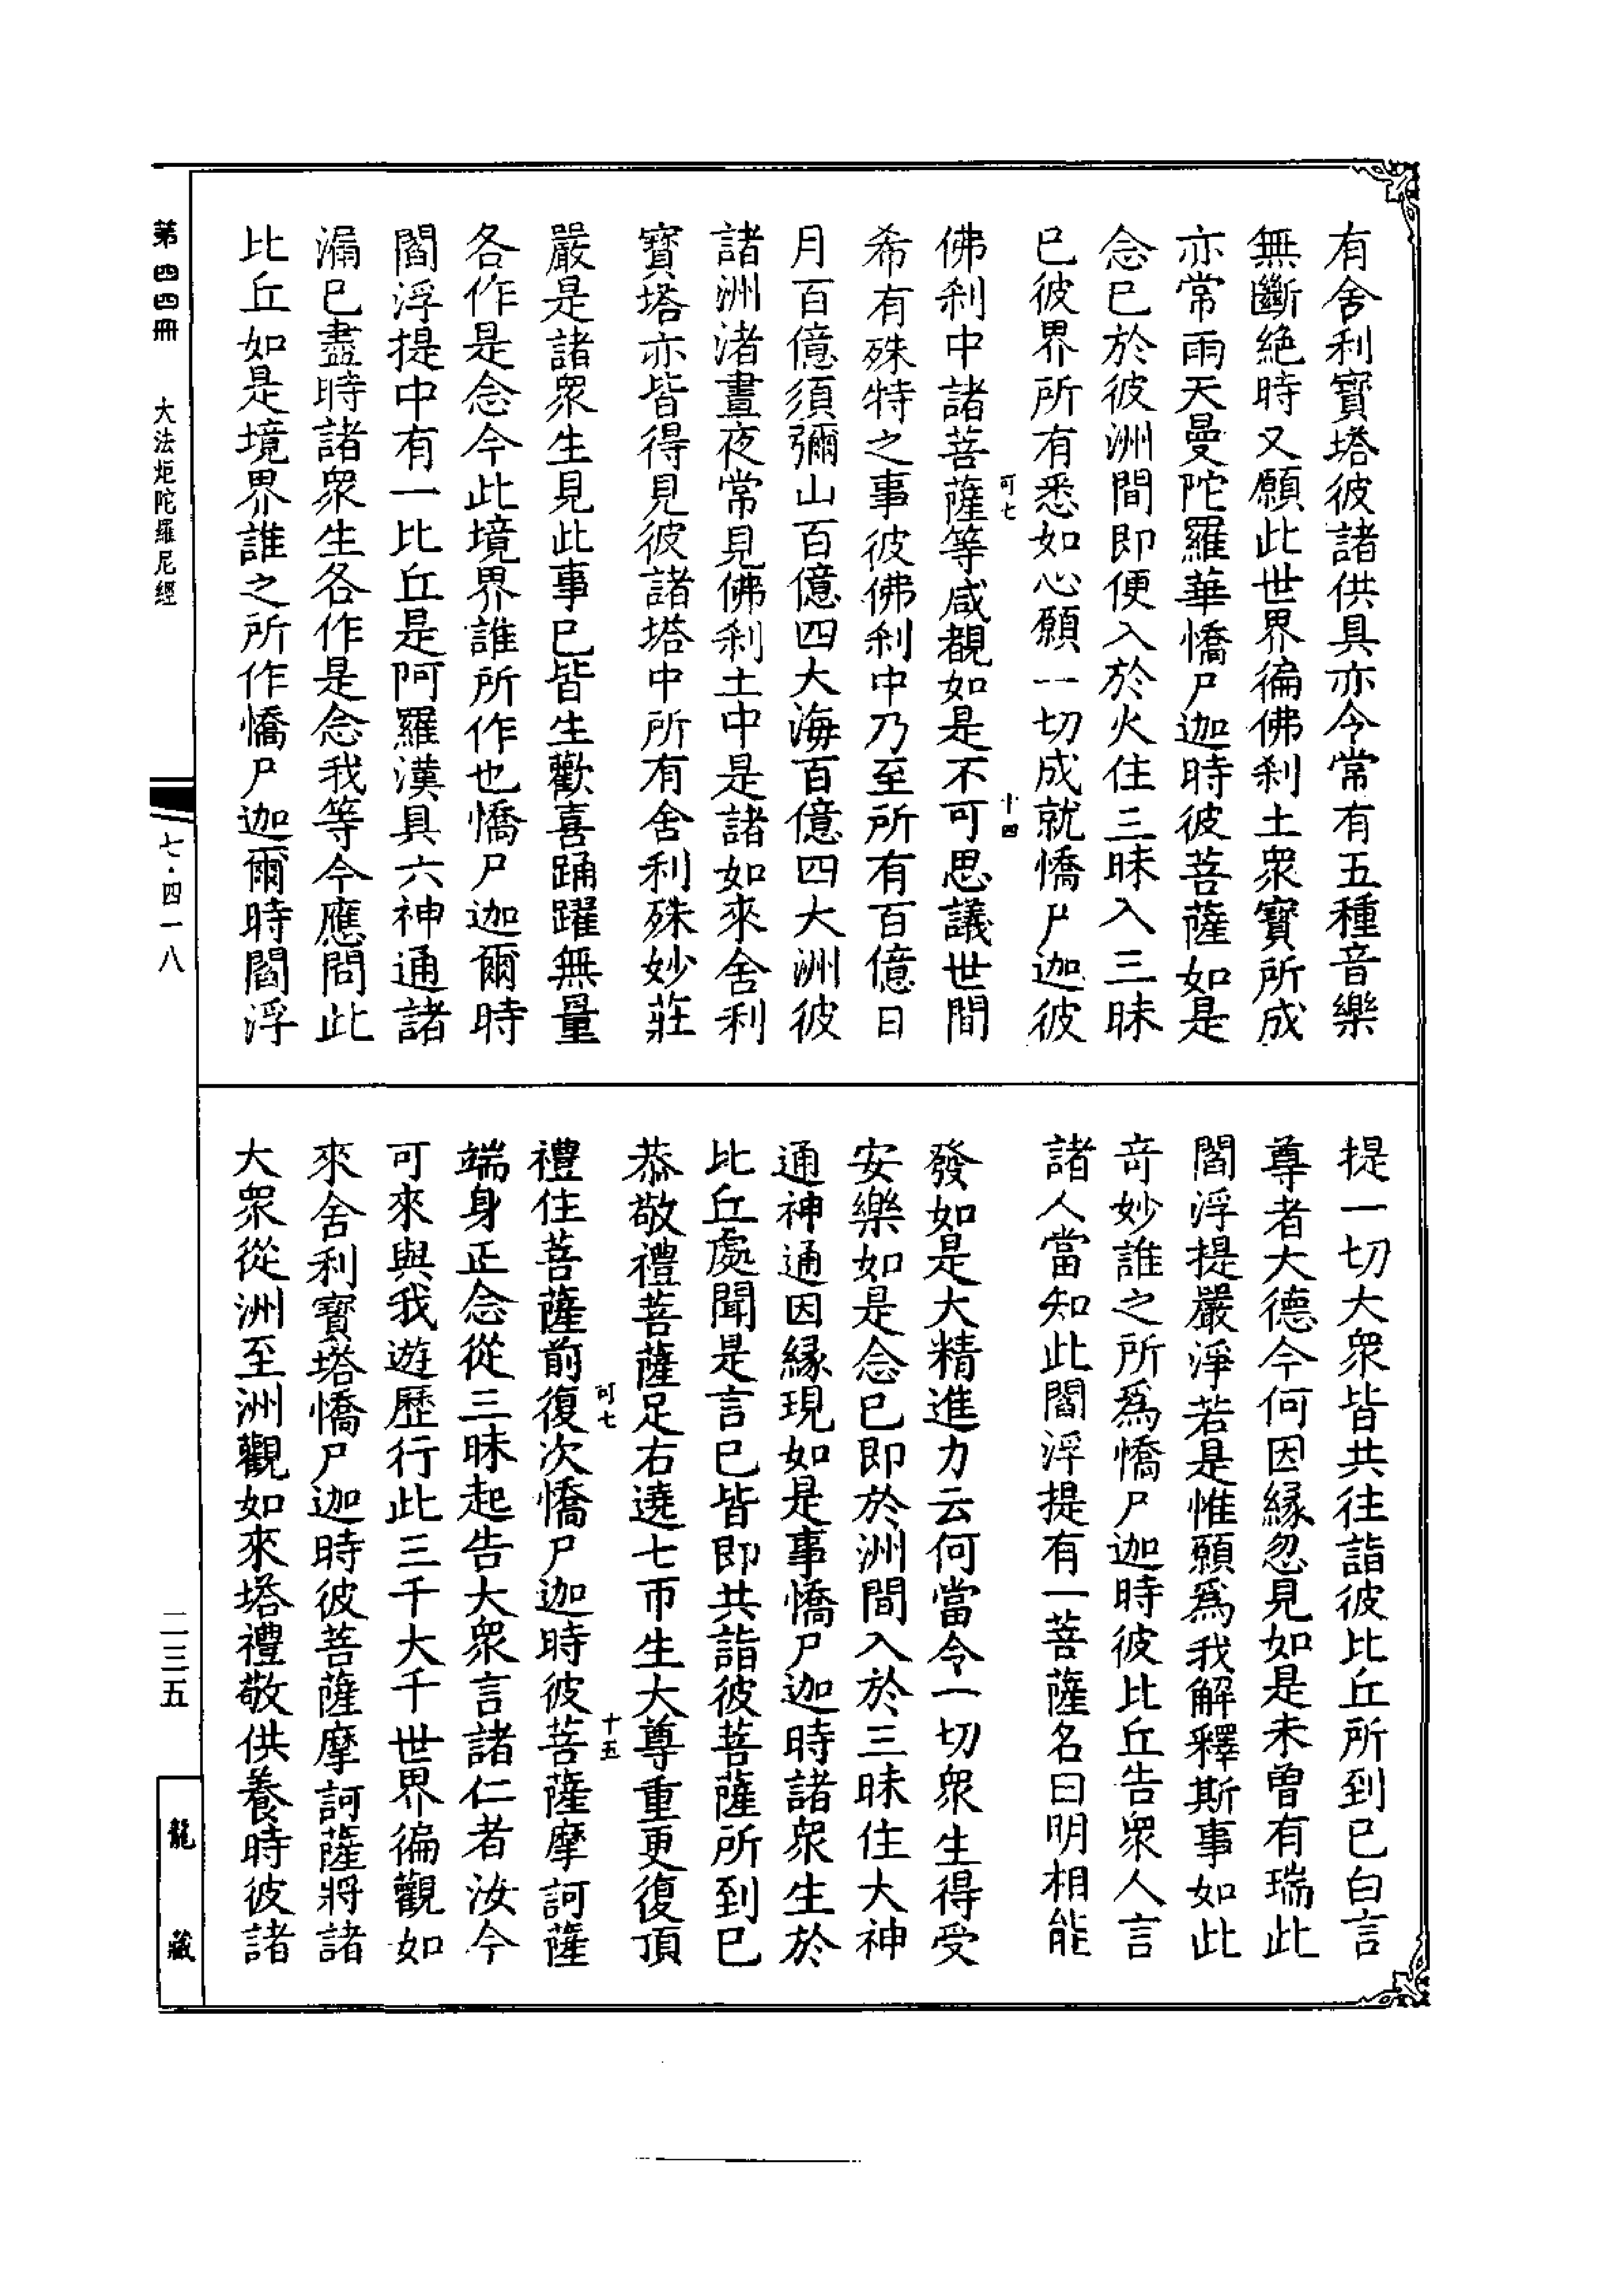 有舍利寶塔彼諸供具亦令常有五種音樂
無斷絶時又願此世界徧佛刹土衆寶所成
亦常雨天曼陀羅華憍尸迦時彼菩薩如是
念已於彼洲間即便入於火住三昧入三昧
已彼界所有悉如心願一切成就憍尸迦彼
可七
十四
佛刹中諸菩薩等咸覩如是不可思議世間
希有殊特之事彼佛刹中乃至所有百億日
月百億須彌山百億四大海百億四大洲彼
諸洲渚晝夜常見佛刹土中是諸如來舍利
寶塔亦皆得見彼諸塔中所有舍利殊妙莊
嚴是諸衆生見此事已皆生歡喜踊躍無量
各作是念今此境界誰所作也憍尸迦爾時
閻浮提中有一比丘是阿羅漢具六神通諸
漏已盡時諸衆生各作是念我等今應問此
比丘如是境界誰之所作憍尸迦爾時閻浮
提一切大衆皆共往詣彼比丘所到已白言
尊者大德今何因緣忽見如是未曾有瑞此
閻浮提嚴淨若是惟願爲我解釋斯事如此
奇妙誰之所爲憍尸迦時彼比丘告衆人言
諸人當知此閻浮提有一菩薩名曰明相能
發如是大精進力云何當令一切衆生得受
安樂如是念已即於洲間入於三昧住大神
通神通因緣現如是事憍尸迦時諸衆生於
比丘處聞是言已皆即共詣彼菩薩所到已
恭敬禮菩薩足右遶七帀生大尊重更復頂
可七
十五
禮住菩薩前復次憍尸迦時彼菩薩摩訶薩
端身正念從三昧起告大衆言諸仁者汝今
可來與我遊歷行此三千大千世界徧觀如
來舍利寶塔憍尸迦時彼菩薩摩訶薩將諸
大衆從洲至洲觀如來塔禮敬供養時彼諸
第四四冊　大法炬陀羅尼經
七·四一八
二三五
龍藏